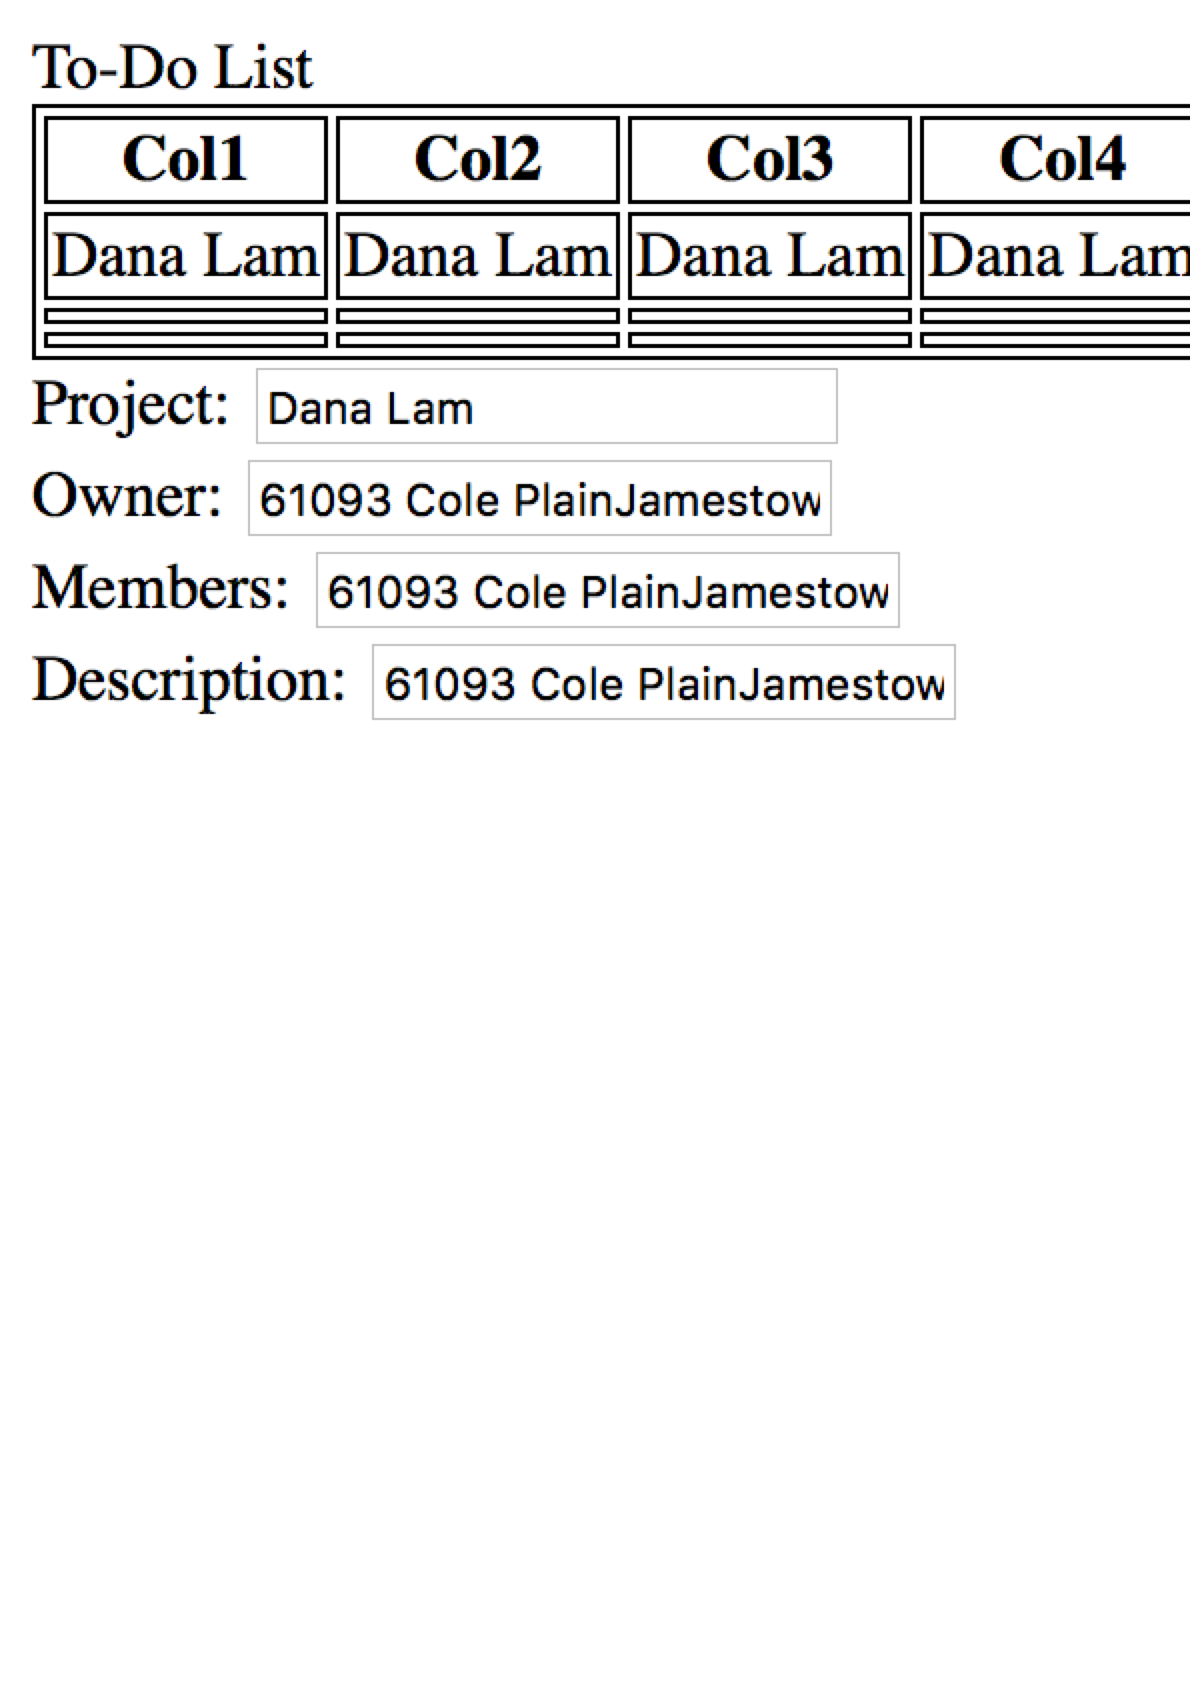 To-Do List
Col1 Col2 Col3 Col4
Dana Lam Dana Lam Dana Lam Dana Lam
Project: Dana Lam
Owner: 61093 Cole PlainJamestow
Members: 61093 Cole PlainJamestow
Description: 61093 Cole PlainJamestow